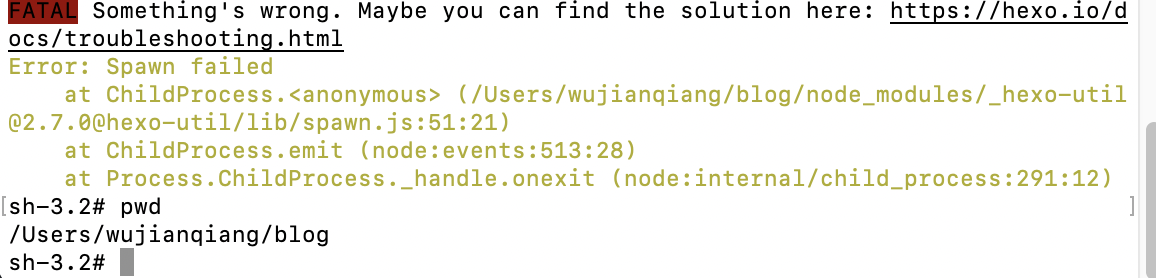 FATAL Something's wrong. Maybe you can find the solution here: https://hexo.io/d
ocs/troubleshooting.html
Error: Spawn failed
    at ChildProcess.<anonymous> (/Users/wujianqiang/blog/node_modules/_hexo-util
@2.7.0@hexo-util/lib/spawn.js:51:21)
    at ChildProcess.emit (node:events:513:28)
    at Process.ChildProcess._handle.onexit (node:internal/child_process:291:12)
[sh-3.2# pwd ]
/Users/wujianqiang/blog
sh-3.2#